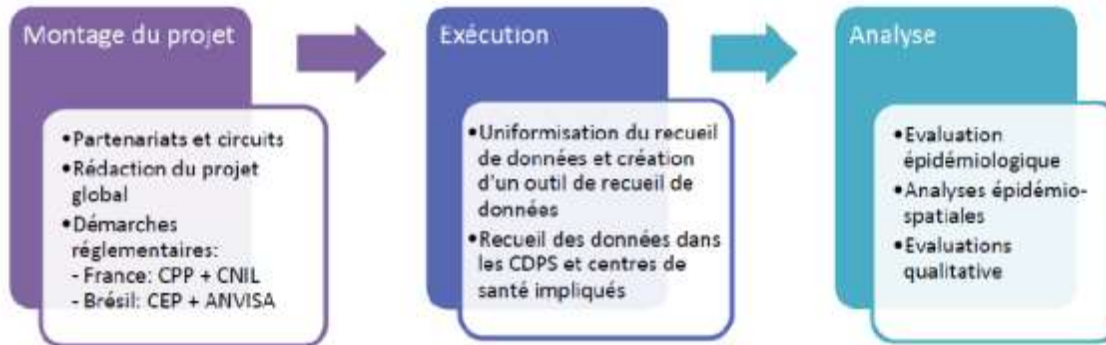 Montage du projet
•Partenariats et circuits
•Rédaction du projet
global
•Démarches
réglementaires:
- France: CPP + CNIL
- Brésil: CEP + ANVISA
Exécution
•Uniformisation du recueil
de données et création
d'un outil de recueil de
données
•Recueil des données dans
les CDPS et centres de
santé impliqués
Analyse
•Evaluation
épidémiologique
•Analyses épidémio-
spatiales
•Evaluations
qualitative